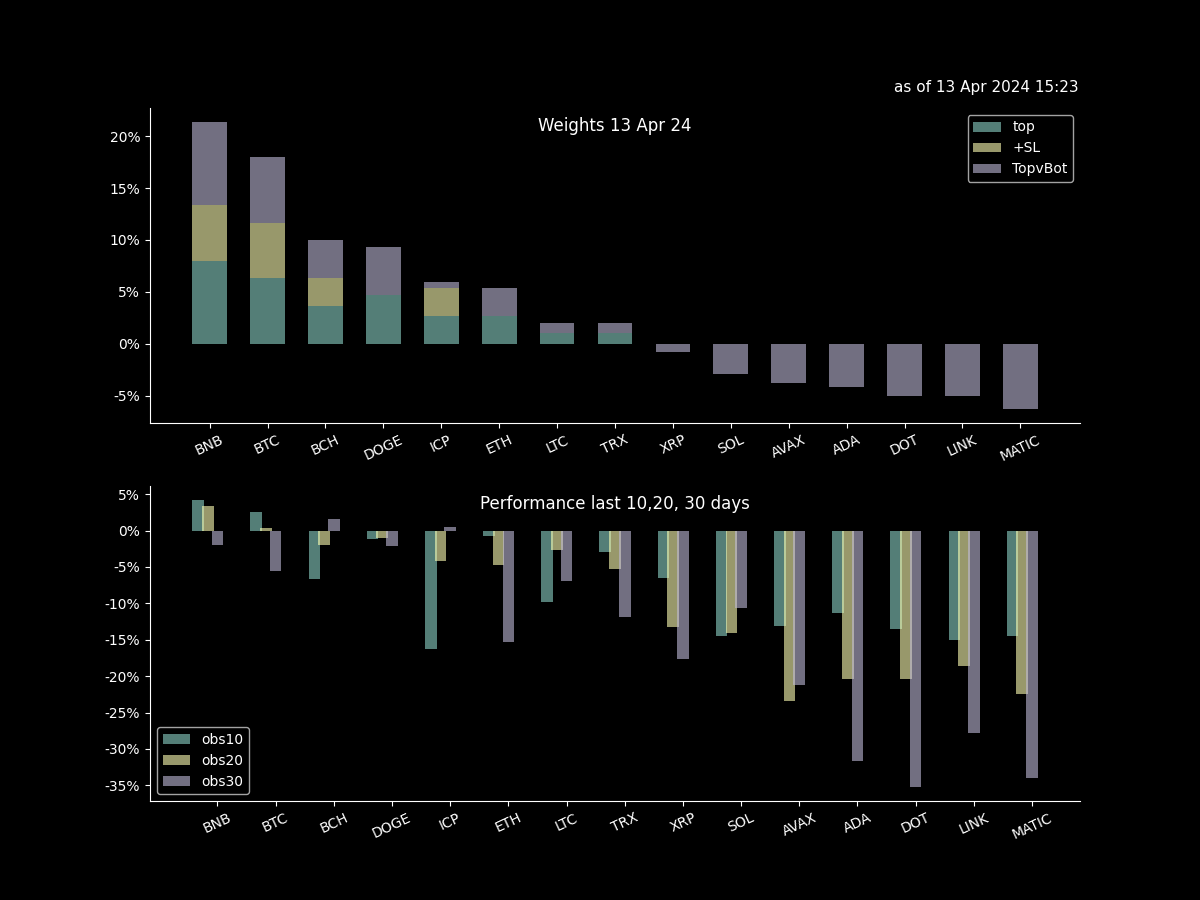 as of 13 Apr 2024 15:23
Weights 13 Apr 24
top
+SL
TopvBot
20%
15%
10%
5%
0%
-5%
BNB BTC BCH DOGE ICP ETH LTC TRX XRP SOL AVAX ADA DOT LINK MATIC
Performance last 10,20, 30 days
5%
0%
-5%
-10%
-15%
-20%
-25%
-30%
-35%
obs10
obs20
obs30
BNB BTC BCH DOGE ICP ETH LTC TRX XRP SOL AVAX ADA DOT LINK MATIC